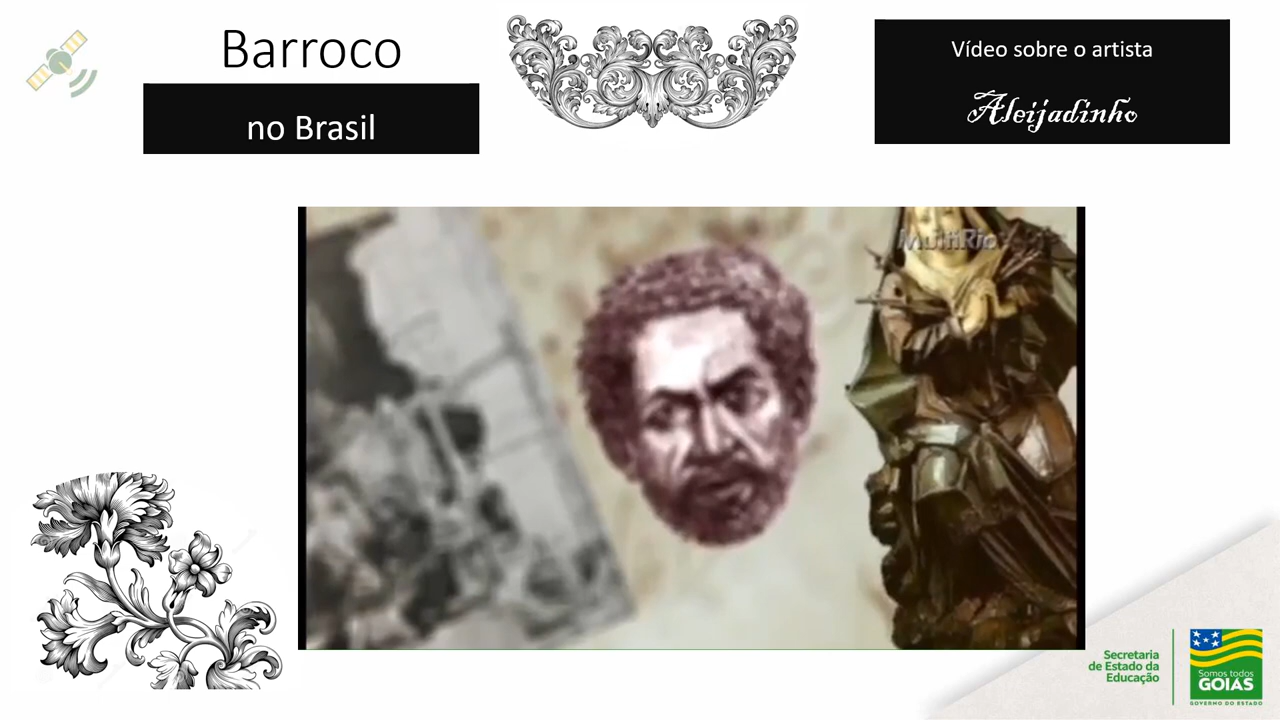 Barroco
no Brasil
Vídeo sobre o artista
Aleijadinho
MultiRio
Secretaria
de Estado da
Educação
Somos todos
GOIÁS
GOVERNO DO ESTADO